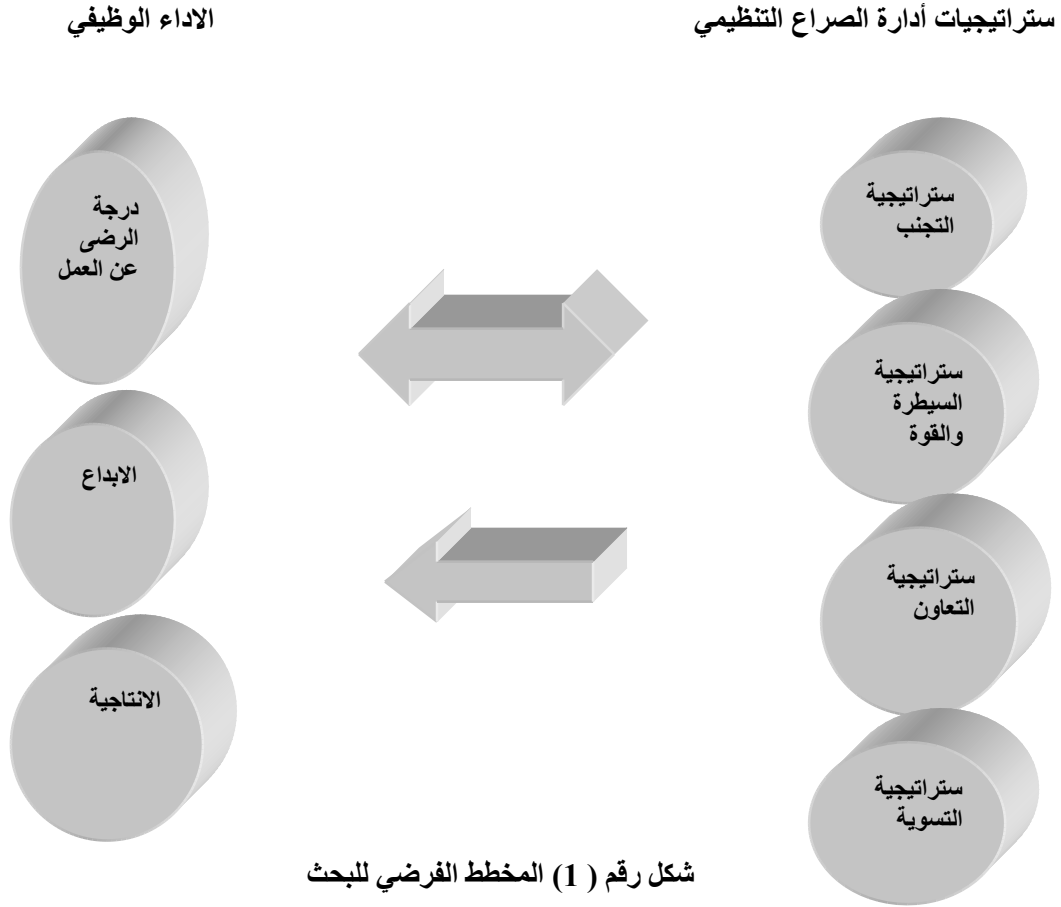 ستراتيجيات أدارة الصراع التنظيمي
الاداء الوظيفي
ستراتيجية
التجنب
ستراتيجية
السيطرة
والقوة
ستراتيجية
التعاون
ستراتيجية
التسوية
درجة
الرضى
عن العمل
الابداع
الانتاجية
شكل رقم ( 1) المخطط الفرضي للبحث